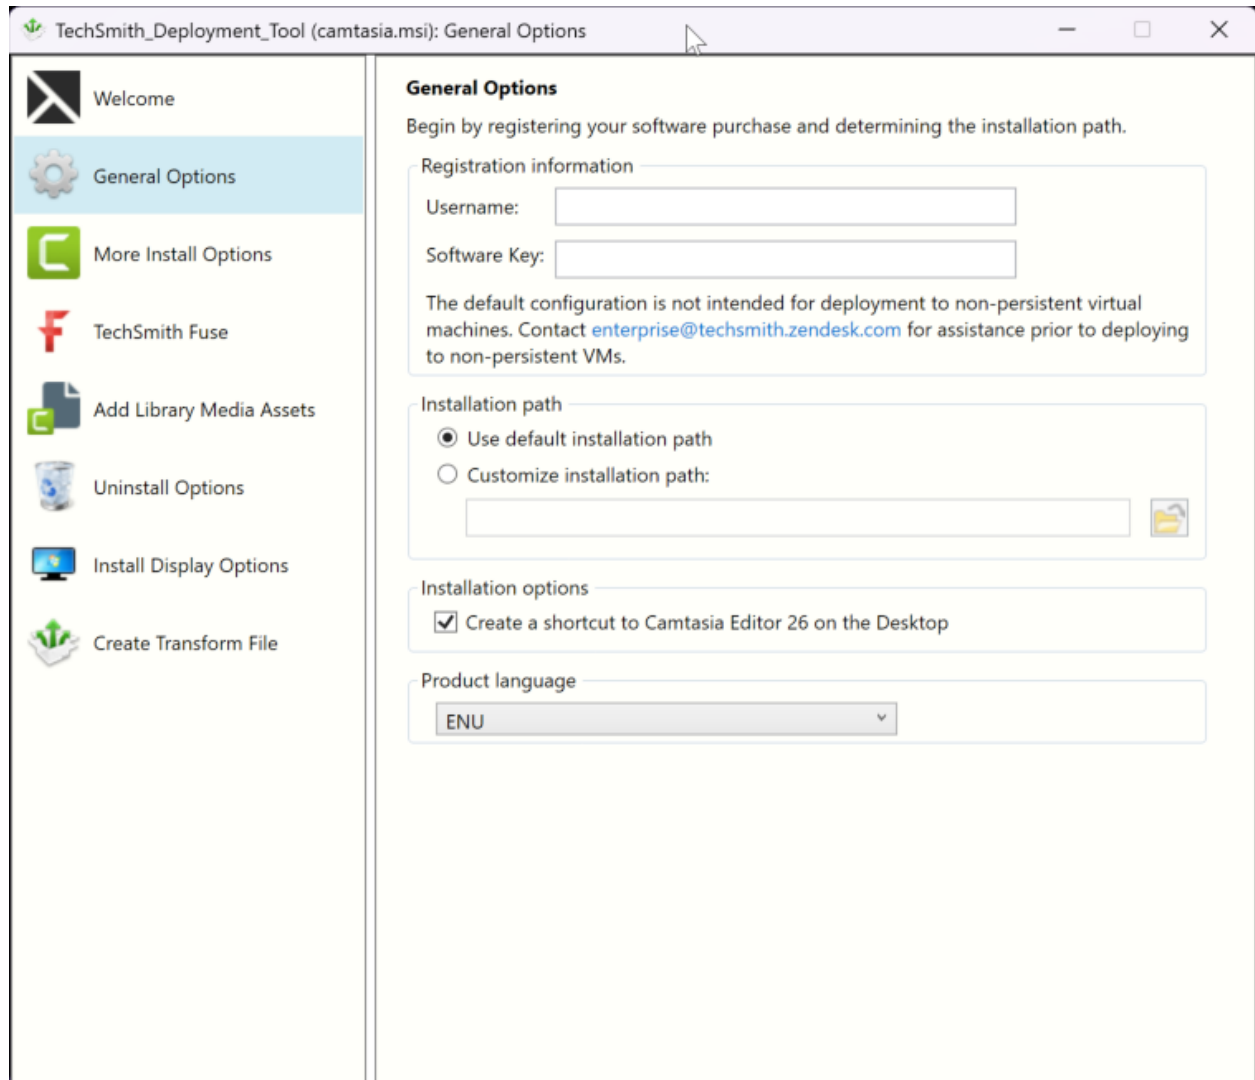 TechSmith_Deployment_Tool (camtasia.msi): General Options
Welcome
General Options
More Install Options
TechSmith Fuse
Add Library Media Assets
Uninstall Options
Install Display Options
Create Transform File
General Options
Begin by registering your software purchase and determining the installation path.
Registration information
Username:
Software Key:
The default configuration is not intended for deployment to non-persistent virtual
machines. Contact enterprise@techsmith.zendesk.com for assistance prior to deploying
to non-persistent VMs.
Installation path
Use default installation path
Customize installation path:
Installation options
Create a shortcut to Camtasia Editor 26 on the Desktop
Product language
ENU